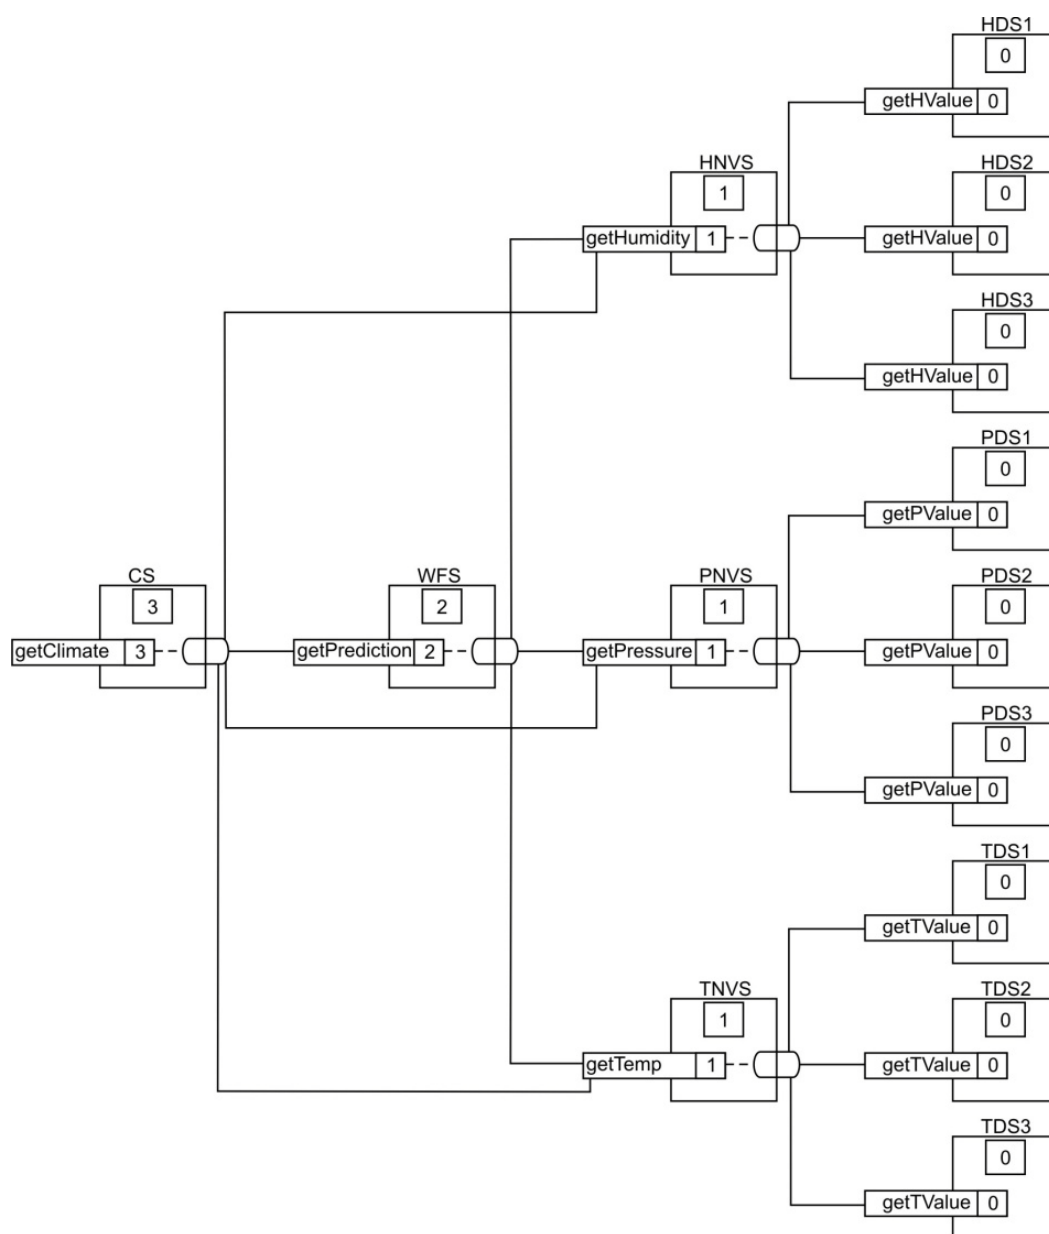 HDS1
0
getHValue 0
HNVS
1
getHumidity 1
HDS2
0
getHValue 0
HDS3
0
getHValue 0
PDS1
0
getPValue 0
CS
3
getClimate 3
WFS
2
getPrediction 2
PNVS
1
getPressure 1
PDS2
0
getPValue 0
PDS3
0
getPValue 0
TDS1
0
getTValue 0
TNVS
1
getTemp 1
TDS2
0
getTValue 0
TDS3
0
getTValue 0